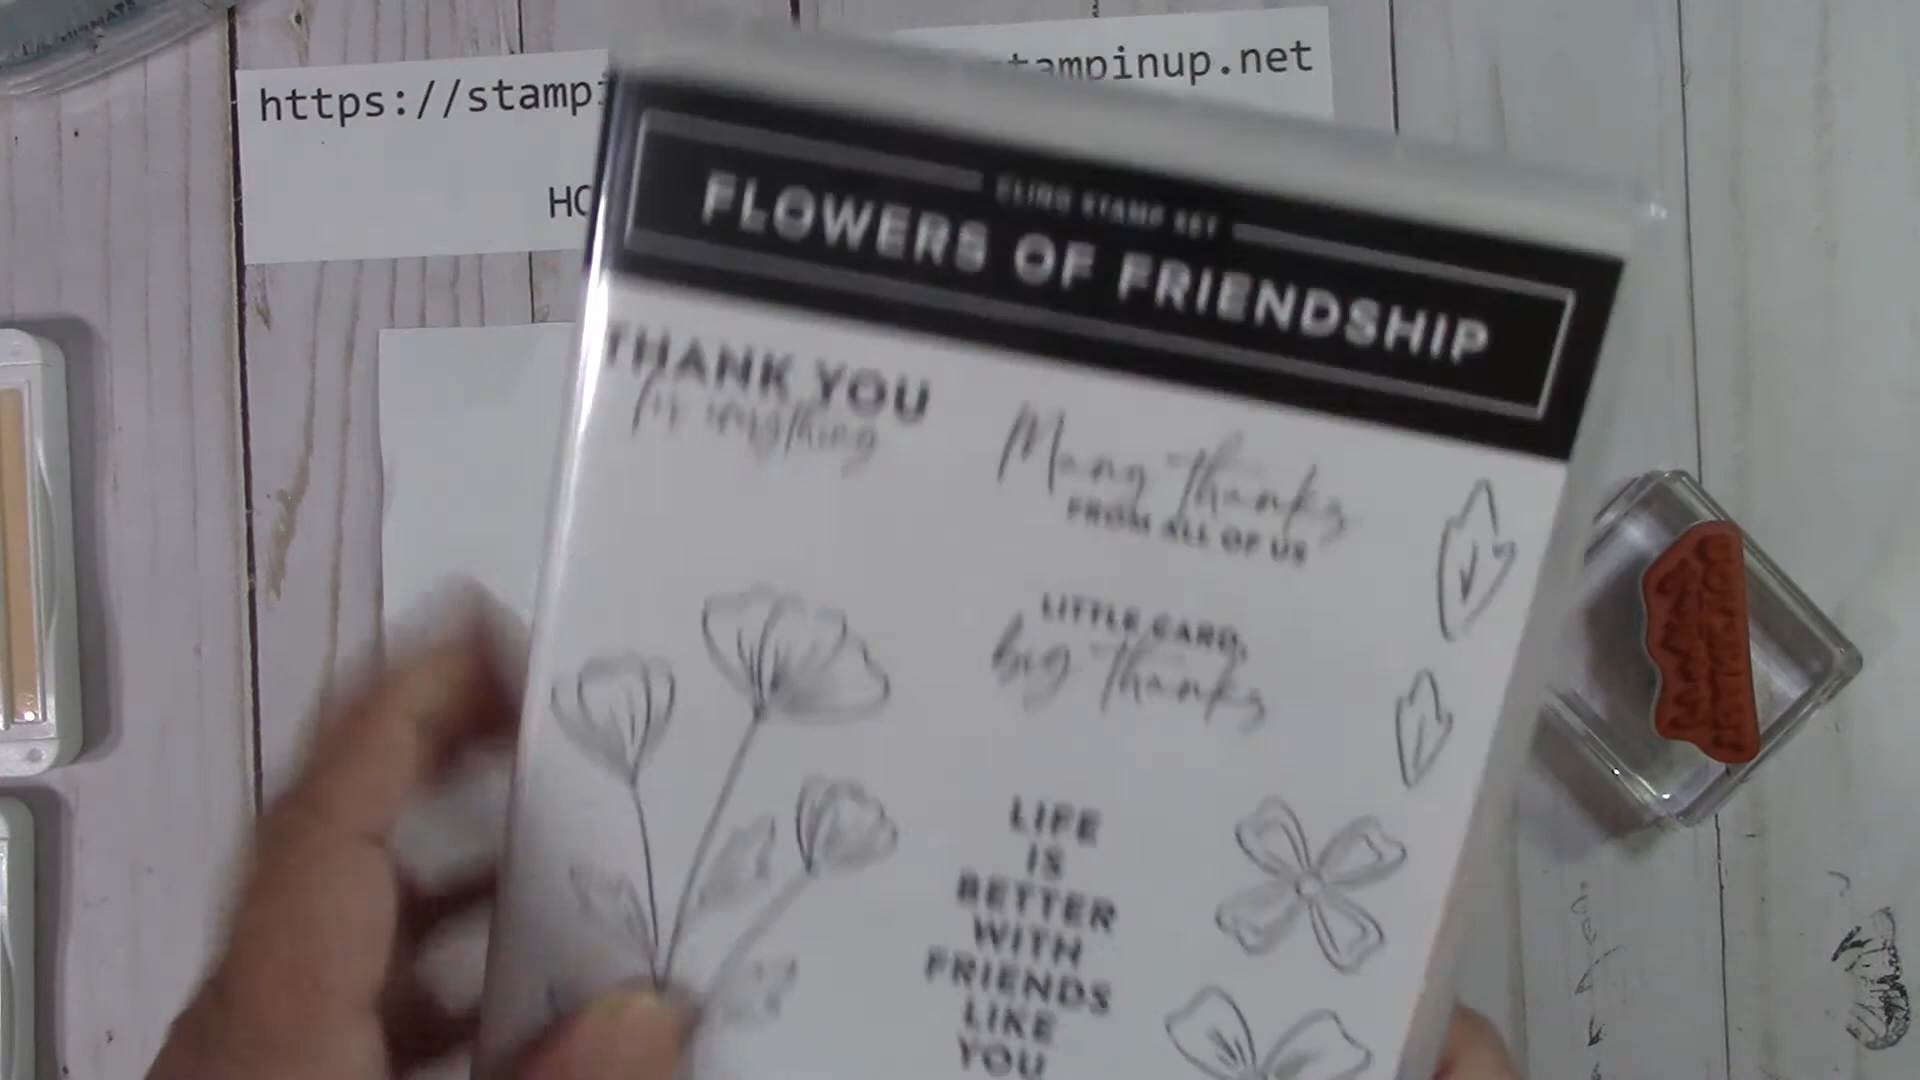 https://stampi
tampinup.net
HO
CLING STAMP SET
FLOWERS OF FRIENDSHIP
THANK YOU
for everything
Many thanks
FROM ALL OF US
LITTLE CARD,
big thanks
LIFE
IS
BETTER
WITH
FRIENDS
LIKE
YOU